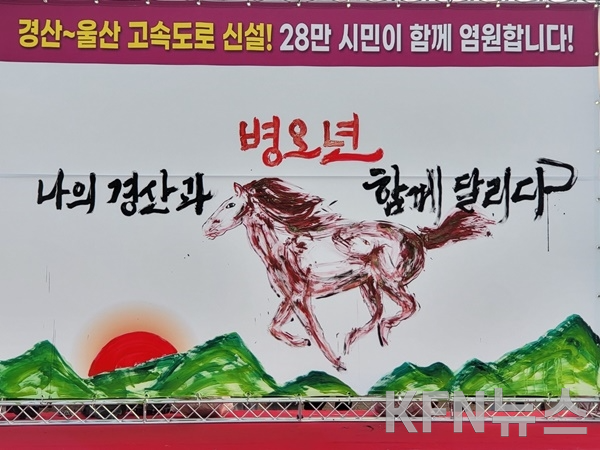 경산~울산 고속도로 신설! 28만 시민이 함께 염원합니다!
병오년
나의 경산과 함께 달리다
KFN뉴스